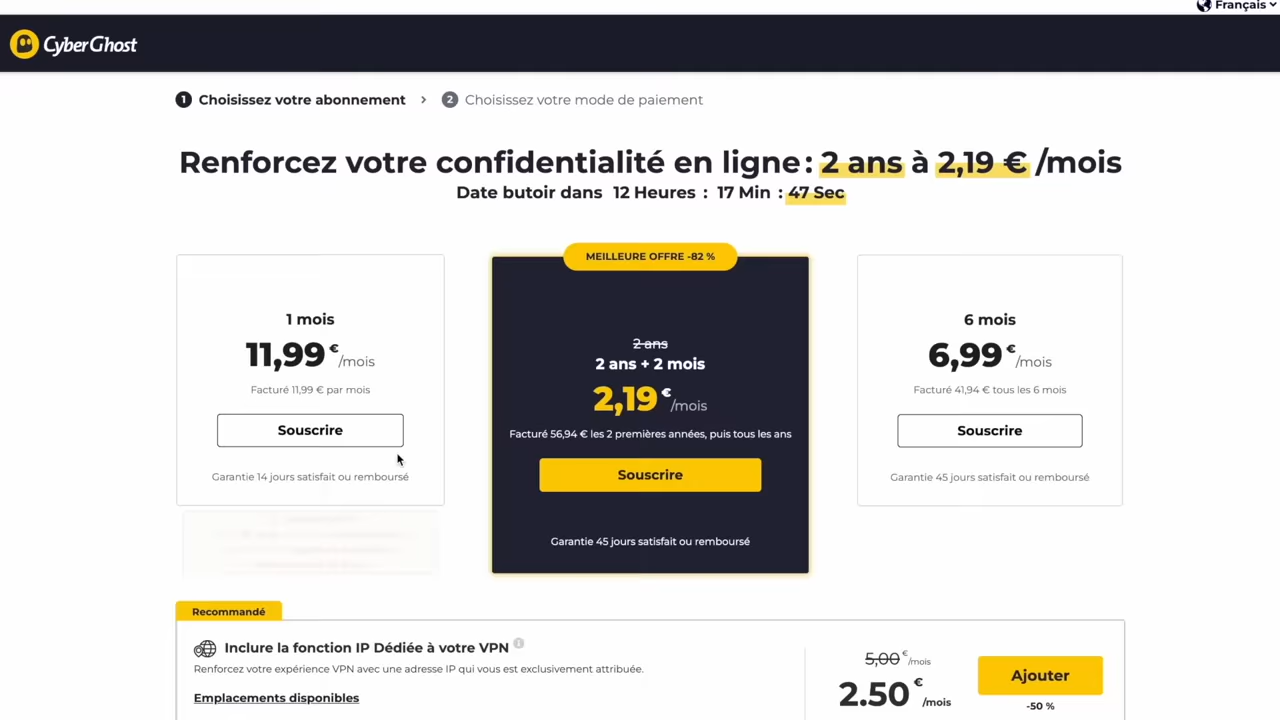 Français
CyberGhost
1 Choisissez votre abonnement > 2 Choisissez votre mode de paiement
Renforcez votre confidentialité en ligne : 2 ans à 2,19 € /mois
Date butoir dans 12 Heures : 17 Min : 47 Sec
1 mois
11,99 € /mois
Facturé 11,99 € par mois
Souscrire
Garantie 14 jours satisfait ou remboursé
MEILLEURE OFFRE -82 %
2 ans
2 ans + 2 mois
2,19 € /mois
Facturé 56,94 € les 2 premières années, puis tous les ans
Souscrire
Garantie 45 jours satisfait ou remboursé
6 mois
6,99 € /mois
Facturé 41,94 € tous les 6 mois
Souscrire
Garantie 45 jours satisfait ou remboursé
Recommandé
Inclure la fonction IP Dédiée à votre VPN
Renforcez votre expérience VPN avec une adresse IP qui vous est exclusivement attribuée.
Emplacements disponibles
5,00 € /mois
2.50 € /mois
Ajouter
-50 %